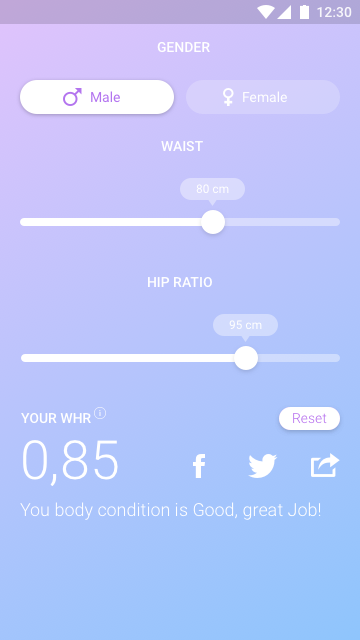 12:30
GENDER
Male
Female
WAIST
80 cm
HIP RATIO
95 cm
YOUR WHR
Reset
0,85
You body condition is Good, great Job!